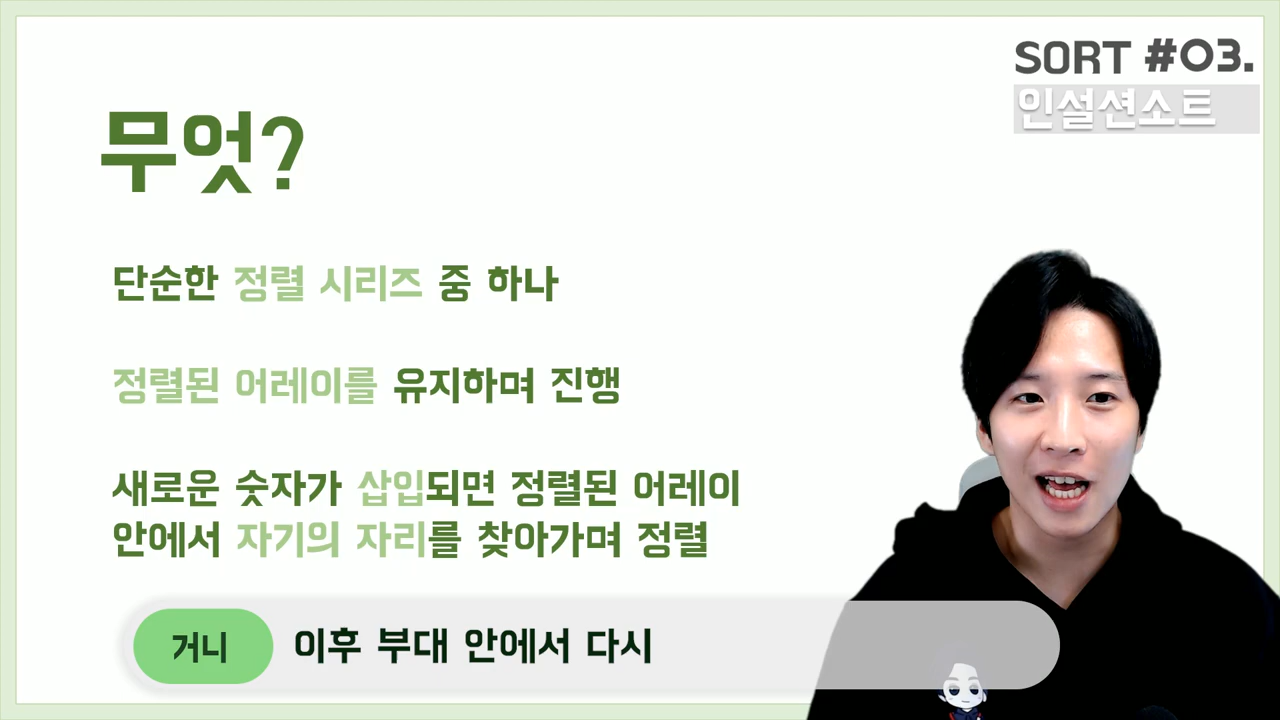 SORT #03.
인설션소트
무엇?
단순한 정렬 시리즈 중 하나
정렬된 어레이를 유지하며 진행
새로운 숫자가 삽입되면 정렬된 어레이
안에서 자기의 자리를 찾아가며 정렬
거니 이후 부대 안에서 다시